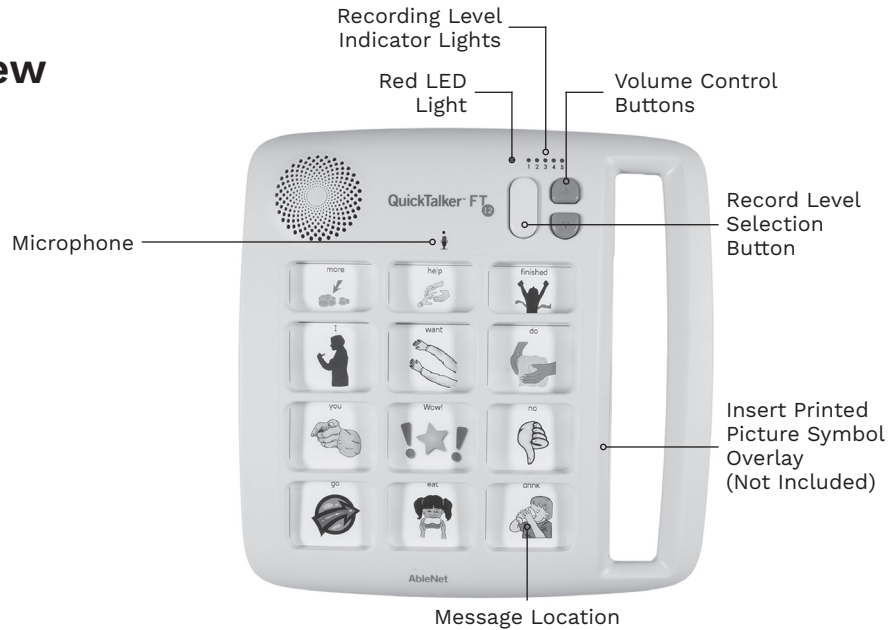 ew
Recording Level
Indicator Lights
Red LED
Light
Volume Control
Buttons
1 2 3 4 5
QuickTalker™ FT
12
Record Level
Selection
Button
Microphone
more
help
finished
I
want
do
you
Wow!
no
go
eat
drink
Insert Printed
Picture Symbol
Overlay
(Not Included)
AbleNet
Message Location